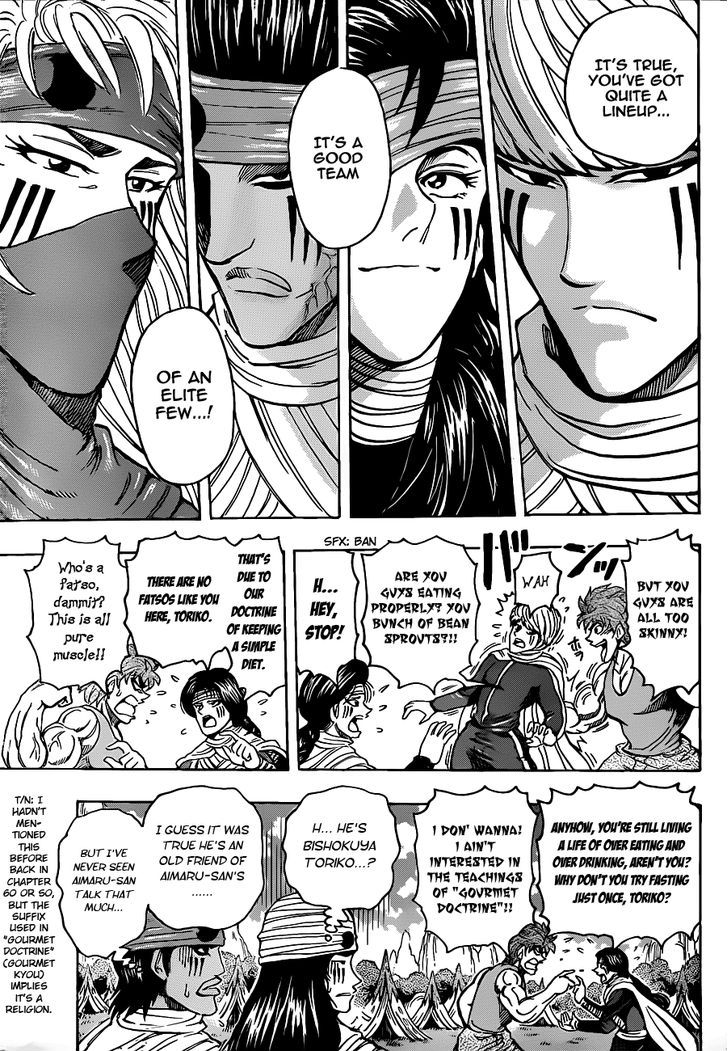 IT'S TRUE,
YOU'VE GOT
QUITE A
LINEUP...
IT'S A
GOOD
TEAM
OF AN
ELITE
FEW...!
BUT YOU
GUYS ARE
ALL TOO
SKINNY!
SFX: BAN
バンッ
WAH
ARE YOU
GUYS EATING
PROPERLY? YOU
BUNCH OF BEAN
SPROUTS?!!
H...
HEY,
STOP!
THAT'S
DUE TO
OUR
DOCTRINE
OF KEEPING
A SIMPLE
DIET.
THERE ARE NO
FATSOS LIKE YOU
HERE, TORIKO.
Who's a
fatso,
dammit?
This is all
pure
muscle!!
ANYHOW, YOU'RE STILL LIVING
A LIFE OF OVER EATING AND
OVER DRINKING, AREN'T YOU?
WHY DON'T YOU TRY FASTING
JUST ONCE, TORIKO?
I DON' WANNA!
I AIN'T
INTERESTED IN
THE TEACHINGS
OF "GOURMET
DOCTRINE"!!
H... HE'S
BISHOKUYA
TORIKO...?
I GUESS IT WAS
TRUE HE'S AN
OLD FRIEND OF
AIMARU-SAN'S
......
BUT I'VE
NEVER SEEN
AIMARU-SAN
TALK THAT
MUCH...
T/N: I
HADN'T
MEN-
TIONED
THIS
BEFORE
BACK IN
CHAPTER
60 OR SO,
BUT THE
SUFFIX
USED IN
"GOURMET
DOCTRINE"
(GOURMET
KYOU)
IMPLIES
IT'S A
RELIGION.